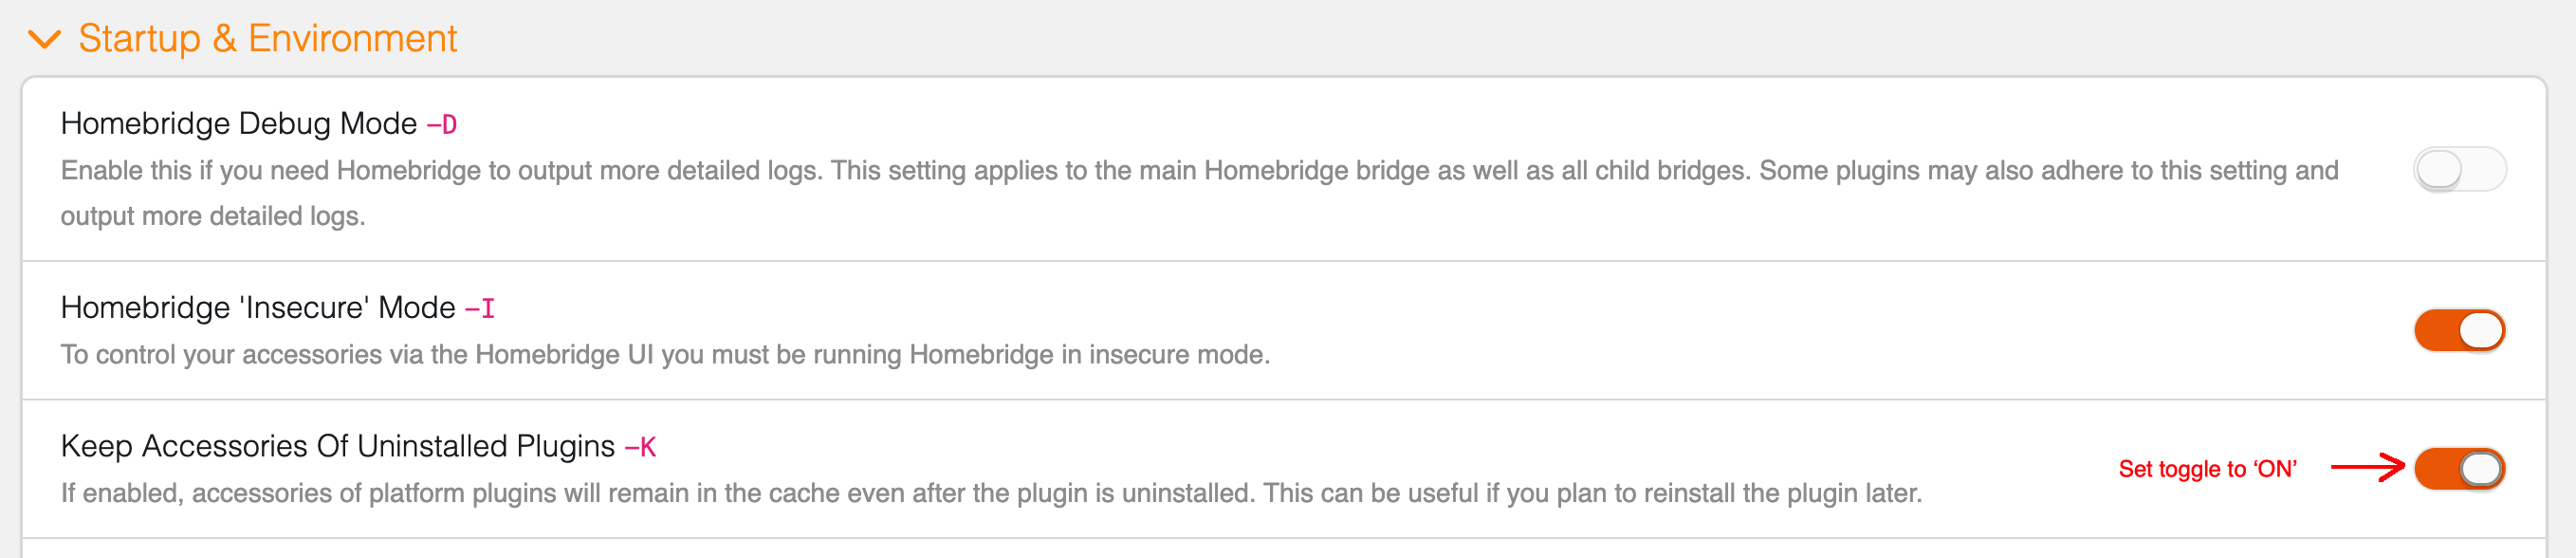 Startup & Environment
Homebridge Debug Mode -D
Enable this if you need Homebridge to output more detailed logs. This setting applies to the main Homebridge bridge as well as all child bridges. Some plugins may also adhere to this setting and
output more detailed logs.
Homebridge 'Insecure' Mode -I
To control your accessories via the Homebridge UI you must be running Homebridge in insecure mode.
Keep Accessories Of Uninstalled Plugins -K
Set toggle to ‘ON’
If enabled, accessories of platform plugins will remain in the cache even after the plugin is uninstalled. This can be useful if you plan to reinstall the plugin later.